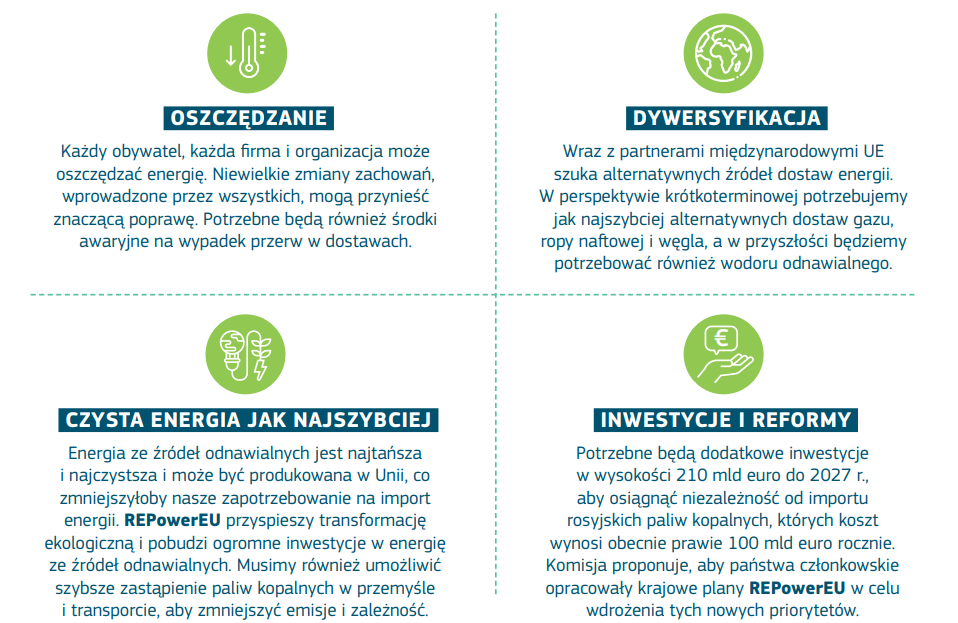 OSZCZĘDZANIE
Każdy obywatel, każda firma i organizacja może
oszczędzać energię. Niewielkie zmiany zachowań,
wprowadzone przez wszystkich, mogą przynieść
znaczącą poprawę. Potrzebne będą również środki
awaryjne na wypadek przerw w dostawach.
DYWERSYFIKACJA
Wraz z partnerami międzynarodowymi UE
szuka alternatywnych źródeł dostaw energii.
W perspektywie krótkoterminowej potrzebujemy
jak najszybciej alternatywnych dostaw gazu,
ropy naftowej i węgla, a w przyszłości będziemy
potrzebować również wodoru odnawialnego.
CZYSTA ENERGIA JAK NAJSZYBCIEJ
Energia ze źródeł odnawialnych jest najtańsza
i najczystsza i może być produkowana w Unii, co
zmniejszyłoby nasze zapotrzebowanie na import
energii. REPowerEU przyspieszy transformację
ekologiczną i pobudzi ogromne inwestycje w energię
ze źródeł odnawialnych. Musimy również umożliwić
szybsze zastąpienie paliw kopalnych w przemyśle
i transporcie, aby zmniejszyć emisje i zależność.
€
INWESTYCJE I REFORMY
Potrzebne będą dodatkowe inwestycje
w wysokości 210 mld euro do 2027 r.,
aby osiągnąć niezależność od importu
rosyjskich paliw kopalnych, których koszt
wynosi obecnie prawie 100 mld euro rocznie.
Komisja proponuje, aby państwa członkowskie
opracowały krajowe plany REPowerEU w celu
wdrożenia tych nowych priorytetów.